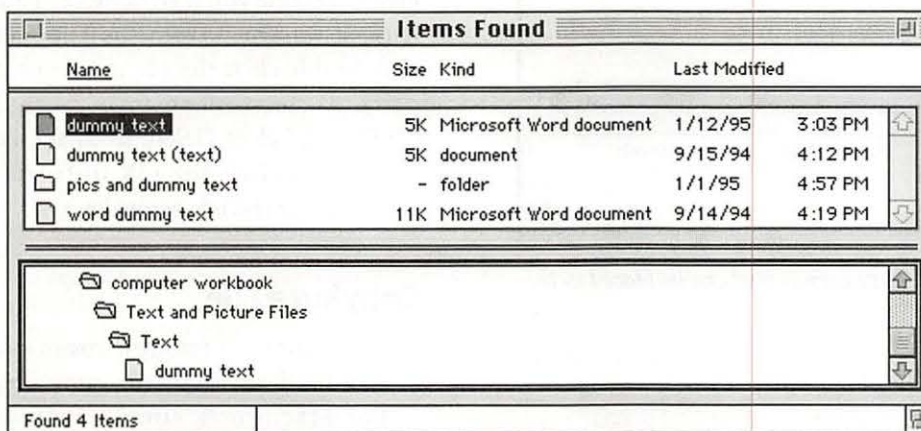 Items Found
Name Size Kind Last Modified
dummy text 5K Microsoft Word document 1/12/95 3:03 PM
dummy text (text) 5K document 9/15/94 4:12 PM
pics and dummy text - folder 1/1/95 4:57 PM
word dummy text 11K Microsoft Word document 9/14/94 4:19 PM
computer workbook
Text and Picture Files
Text
dummy text
Found 4 Items